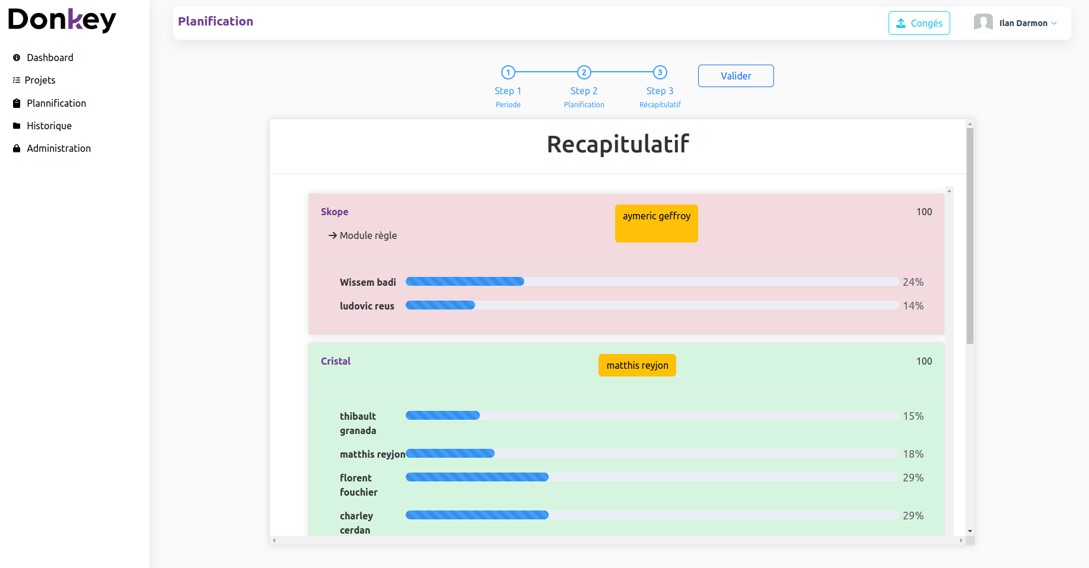 Donkey
Planification
Congés
Ilan Darmon
Dashboard
Projets
Plannification
Historique
Administration
1
2
3
Step 1
Step 2
Step 3
Periode
Planification
Récapitulatif
Valider
Recapitulatif
Skope
aymeric geffroy
100
→ Module règle
Wissem badi
24%
ludovic reus
14%
Cristal
matthis reyjon
100
thibault
granada
15%
matthis reyjon
18%
florent
fouchier
29%
charley
cerdan
29%